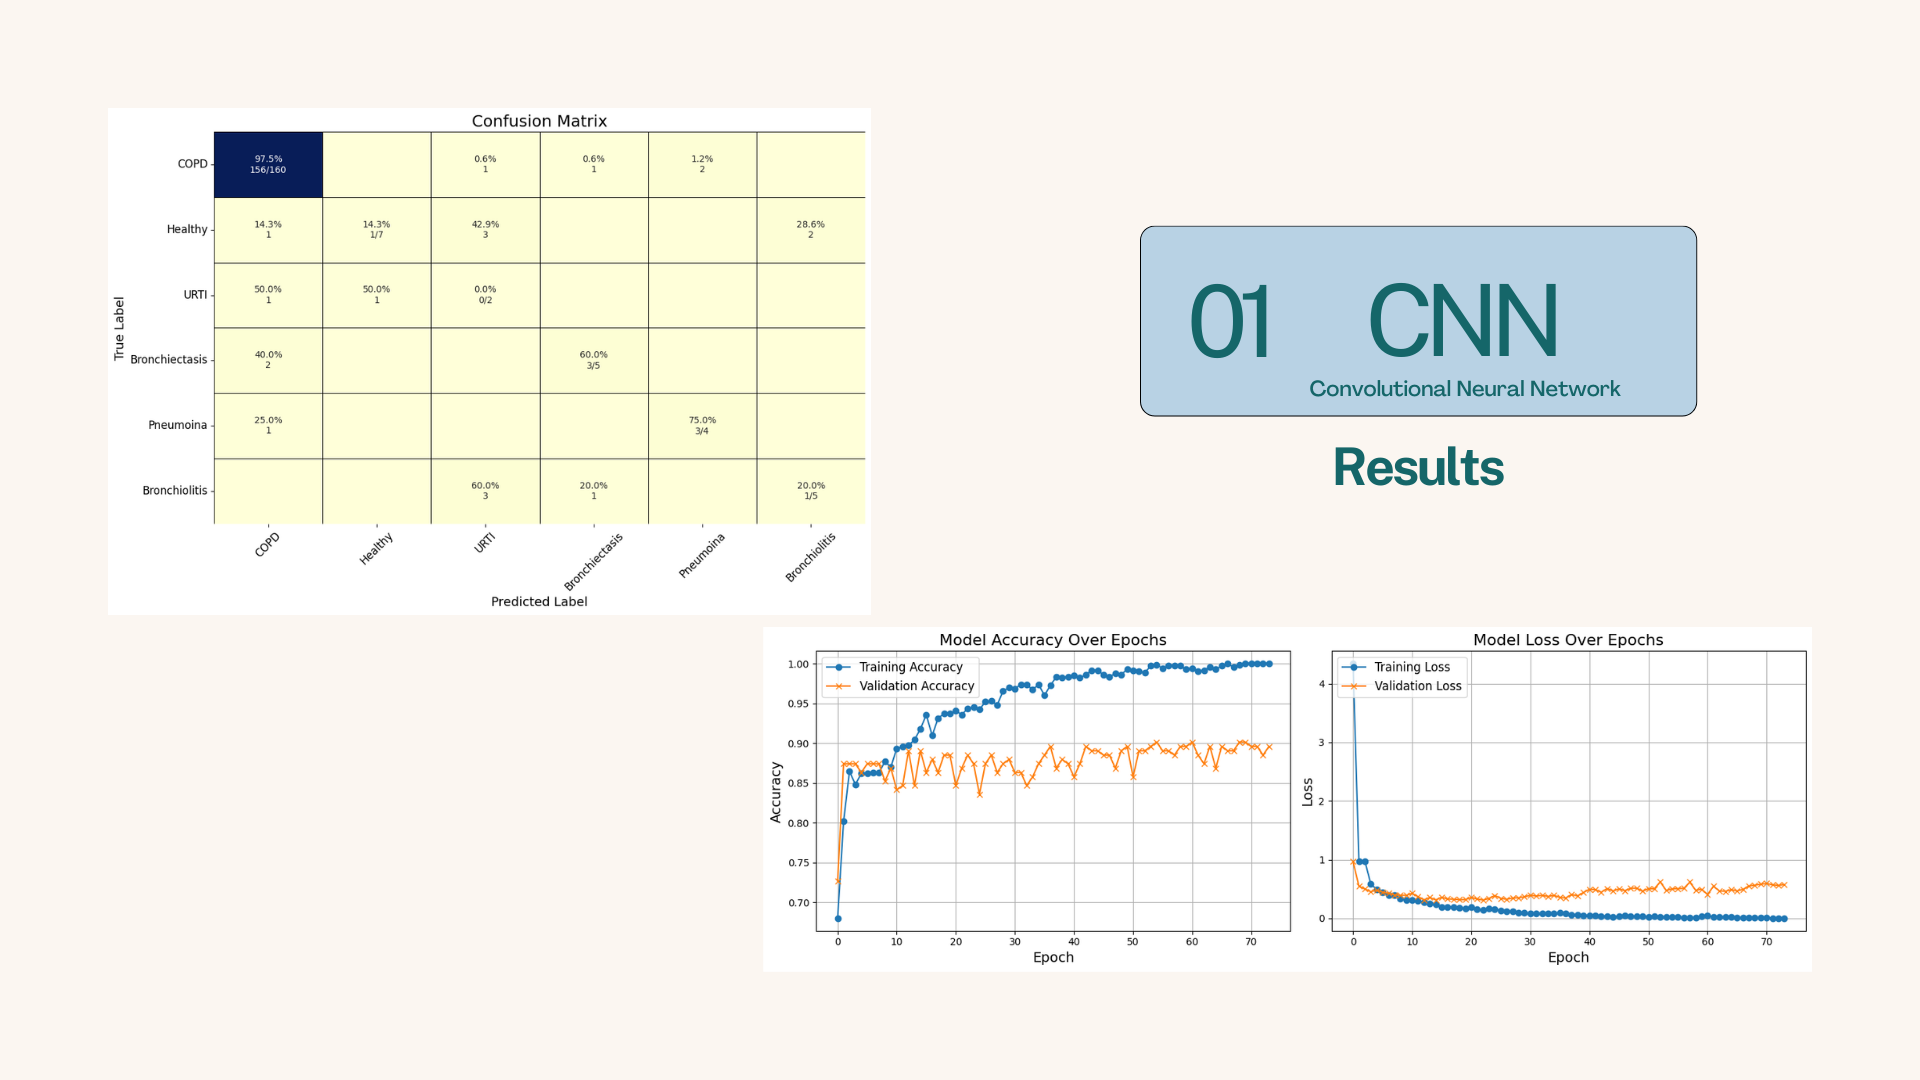 Confusion Matrix
True Label
COPD
97.5%
156/160
0.6%
1
0.6%
1
1.2%
2
Healthy
14.3%
1
14.3%
1/7
42.9%
3
28.6%
2
URTI
50.0%
1
50.0%
1
0.0%
0/2
Bronchiectasis
40.0%
2
60.0%
3/5
Pneumoina
25.0%
1
75.0%
3/4
Bronchiolitis
60.0%
3
20.0%
1
20.0%
1/5
COPD
Healthy
URTI
Bronchiectasis
Pneumoina
Bronchiolitis
Predicted Label
01 CNN
Convolutional Neural Network
Results
Model Accuracy Over Epochs
Training Accuracy
Validation Accuracy
Accuracy
1.00
0.95
0.90
0.85
0.80
0.75
0.70
0 10 20 30 40 50 60 70
Epoch
Model Loss Over Epochs
Training Loss
Validation Loss
Loss
4
3
2
1
0
0 10 20 30 40 50 60 70
Epoch